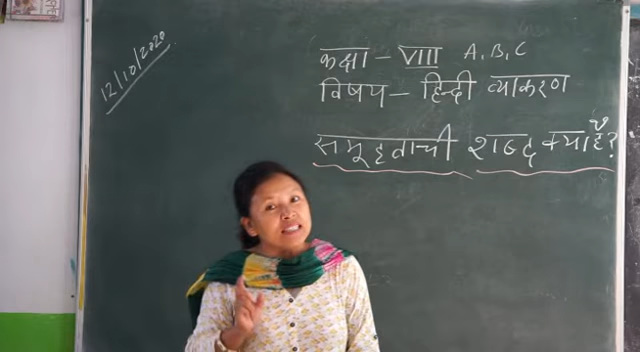 12/10/2020
कक्षा - VIII A, B, C
विषय - हिन्दी व्याकरण
समूहवाची शब्द क्या है?